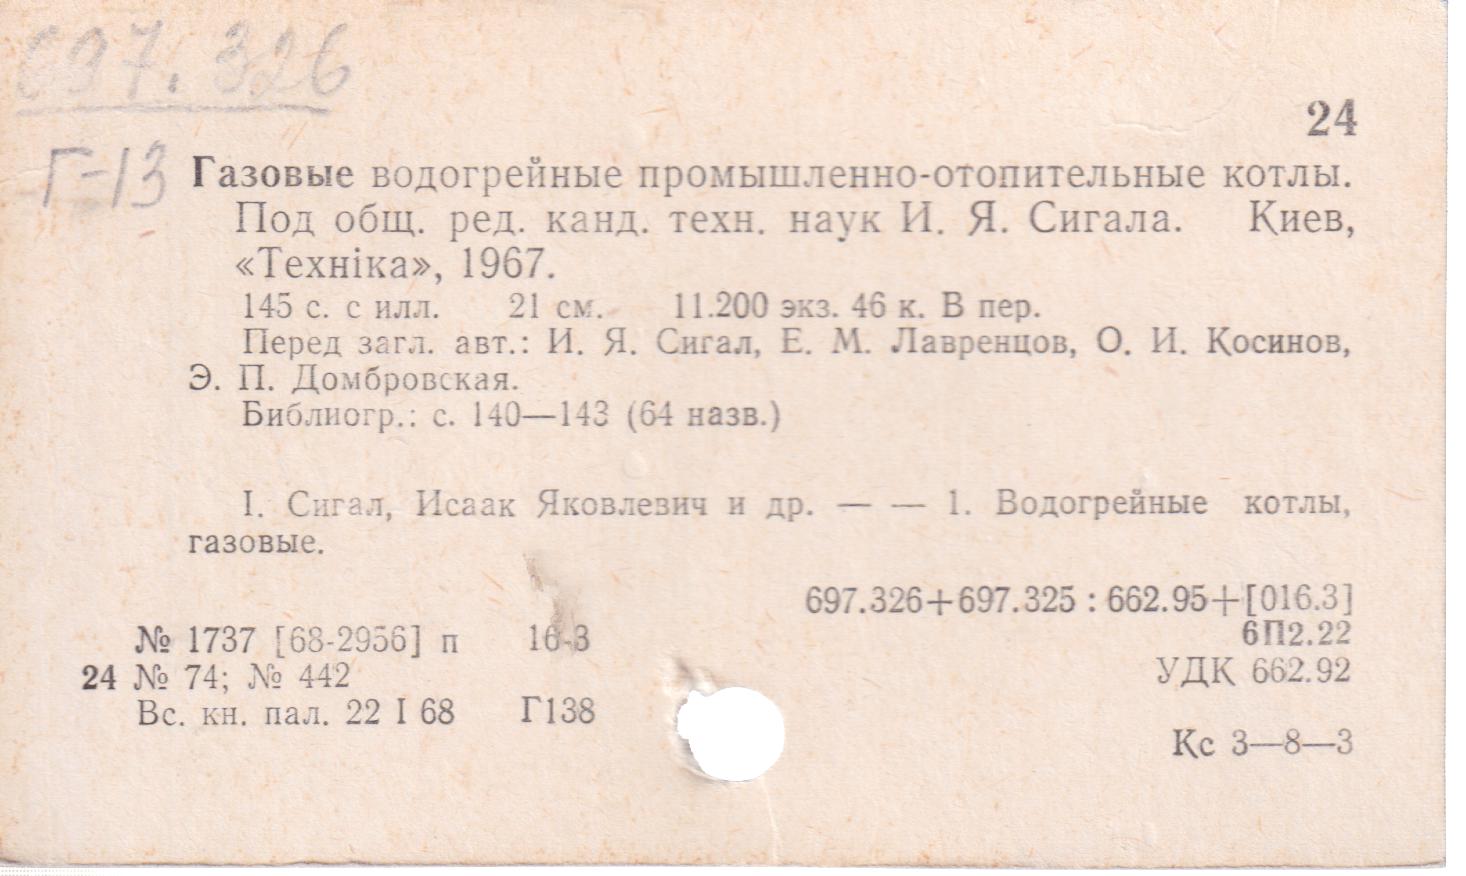 697.326
24
Г-13
Газовые водогрейные промышленно-отопительные котлы.
Под общ. ред. канд. техн. наук И. Я. Сигала. Киев,
«Техніка», 1967.
145 с. с илл. 21 см. 11.200 экз. 46 к. В пер.
Перед загл. авт.: И. Я. Сигал, Е. М. Лавренцов, О. И. Косинов,
Э. П. Домбровская.
Библиогр.: с. 140—143 (64 назв.)
I. Сигал, Исаак Яковлевич и др. — — 1. Водогрейные котлы,
газовые.
697.326+697.325 : 662.95+[016.3]
№ 1737 [68-2956] п 16-3 6П2.22
24 № 74; № 442 УДК 662.92
Вс. кн. пал. 22 I 68 Г138
Кс 3—8—3